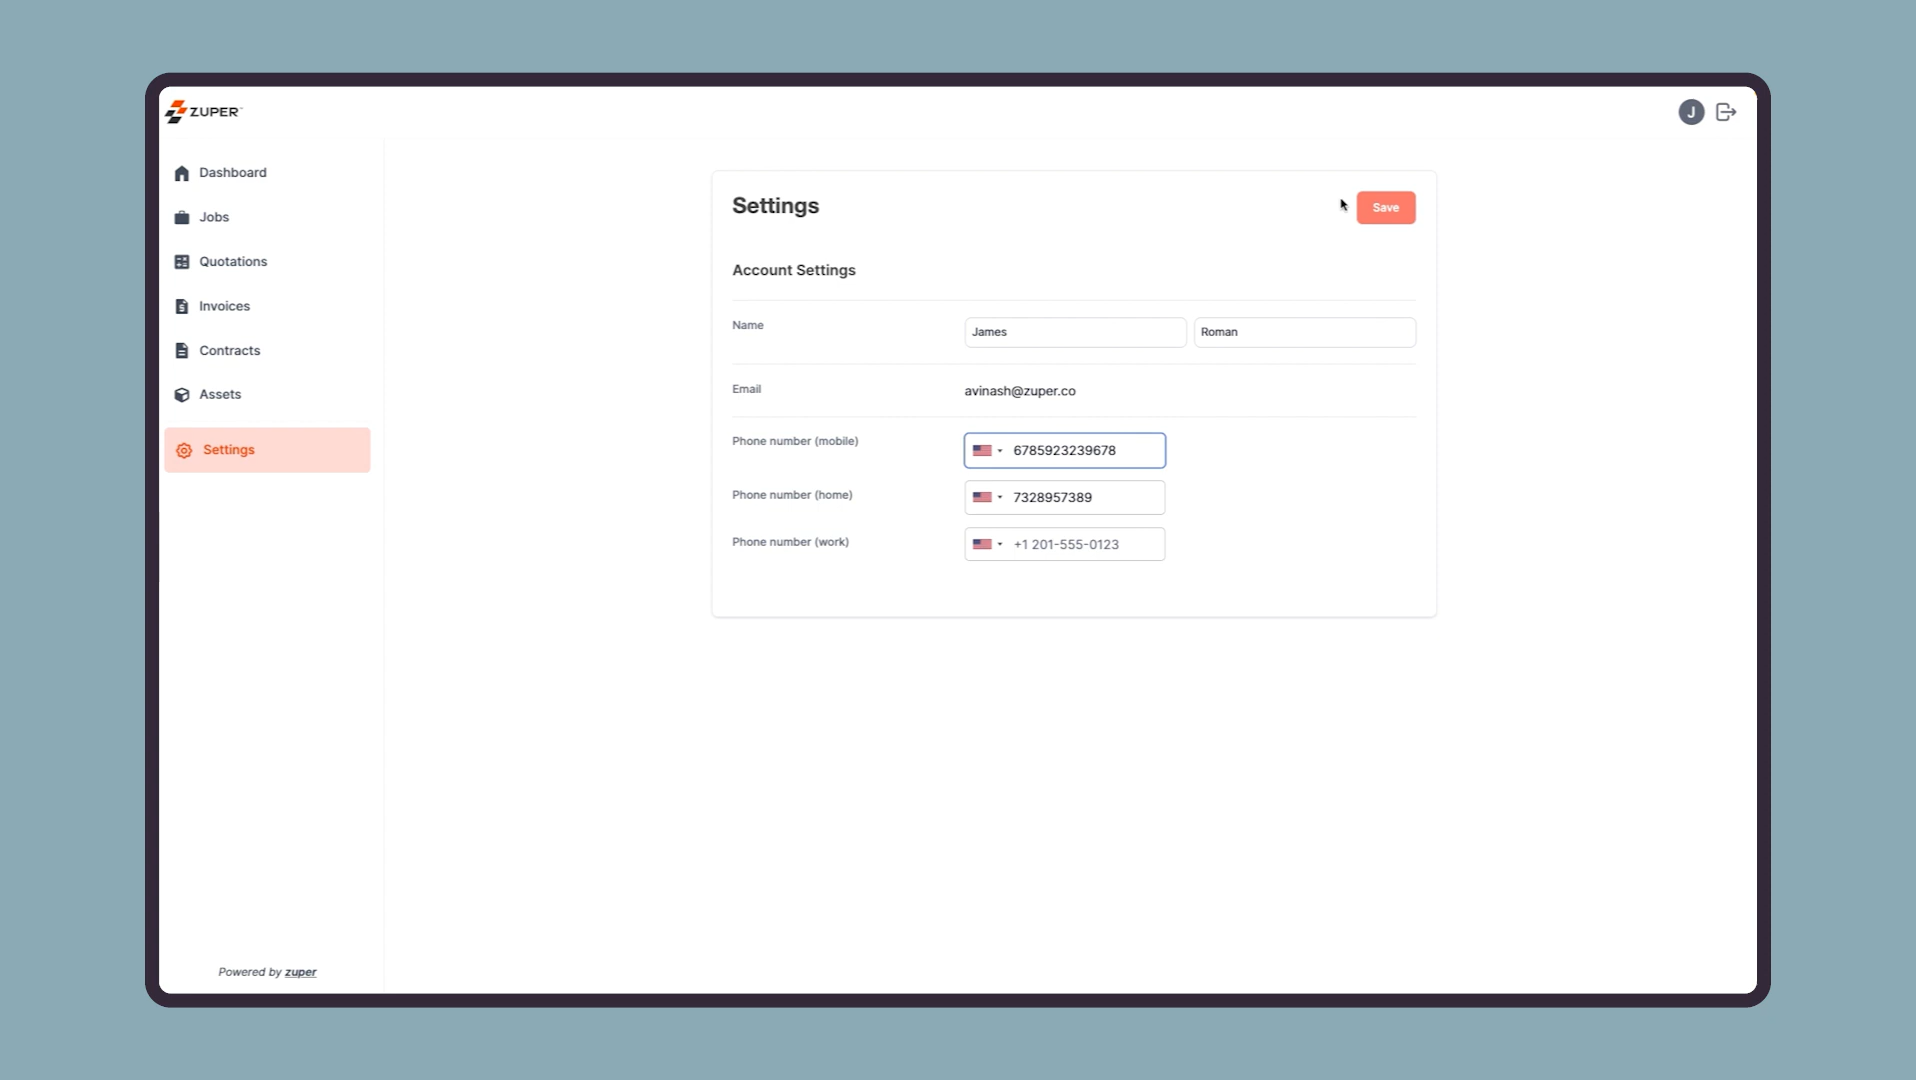 ZUPER
J
Dashboard
Jobs
Quotations
Invoices
Contracts
Assets
Settings
Powered by zuper
Settings
Save
Account Settings
Name
James
Roman
Email
avinash@zuper.co
Phone number (mobile)
6785923239678
Phone number (home)
7328957389
Phone number (work)
+1 201-555-0123